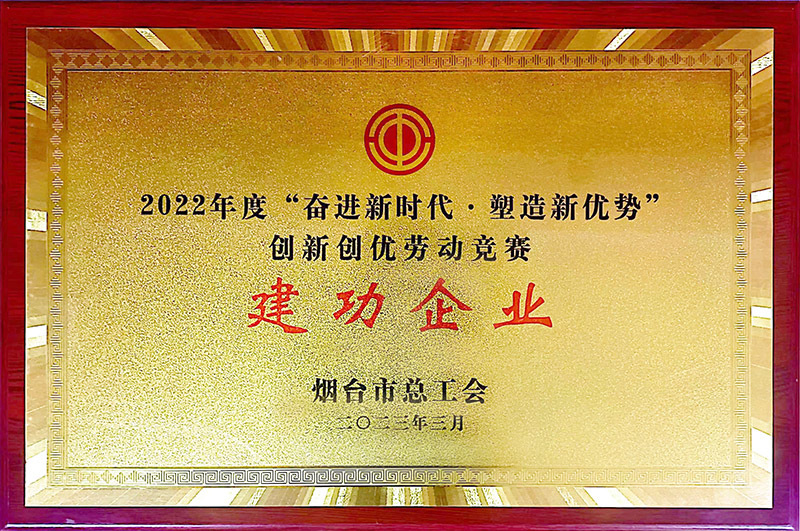 2022年度“奋进新时代·塑造新优势”
创新创优劳动竞赛
建功企业
烟台市总工会
二〇二三年三月